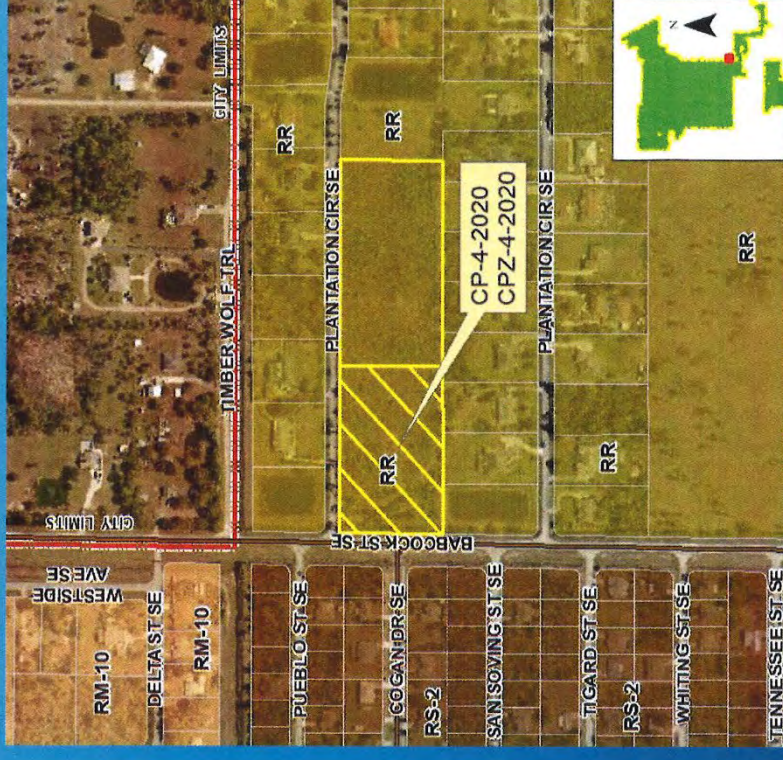 CITY LIMITS
TIMBER WOLF TRL
CITY LIMITS
WESTSIDE
AVE SE
RM-10
DELTA ST SE
RM-10
RR
PLANTATION CIR SE
RR
N
CP-4-2020
CPZ-4-2020
RR
BABCOCK ST SE
PUEBLO ST SE
COGAN DR SE
RS-2
SAN SOVING ST SE
PLANTATION CIR SE
TIGARD ST SE
RS-2
RR
RR
WHITING ST SE
TENNESSEE ST SE